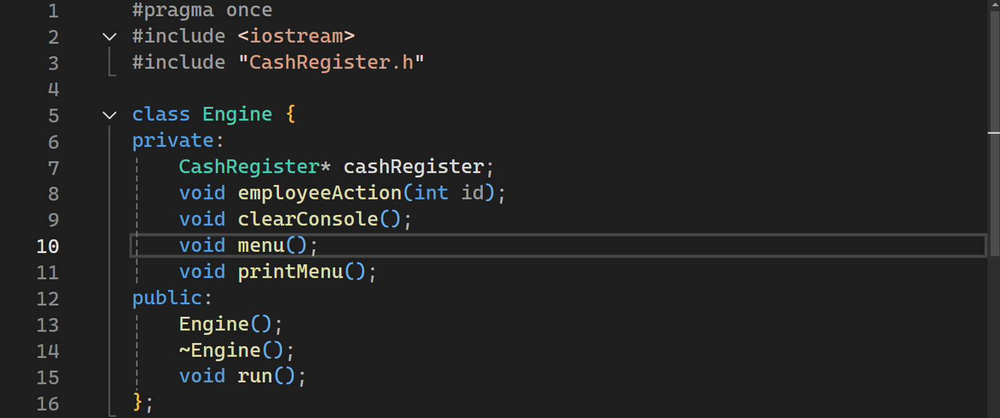 1 #pragma once
2 #include <iostream>
3 #include "CashRegister.h"
4
5 class Engine {
6 private:
7     CashRegister* cashRegister;
8     void employeeAction(int id);
9     void clearConsole();
10     void menu();
11     void printMenu();
12 public:
13     Engine();
14     ~Engine();
15     void run();
16 };